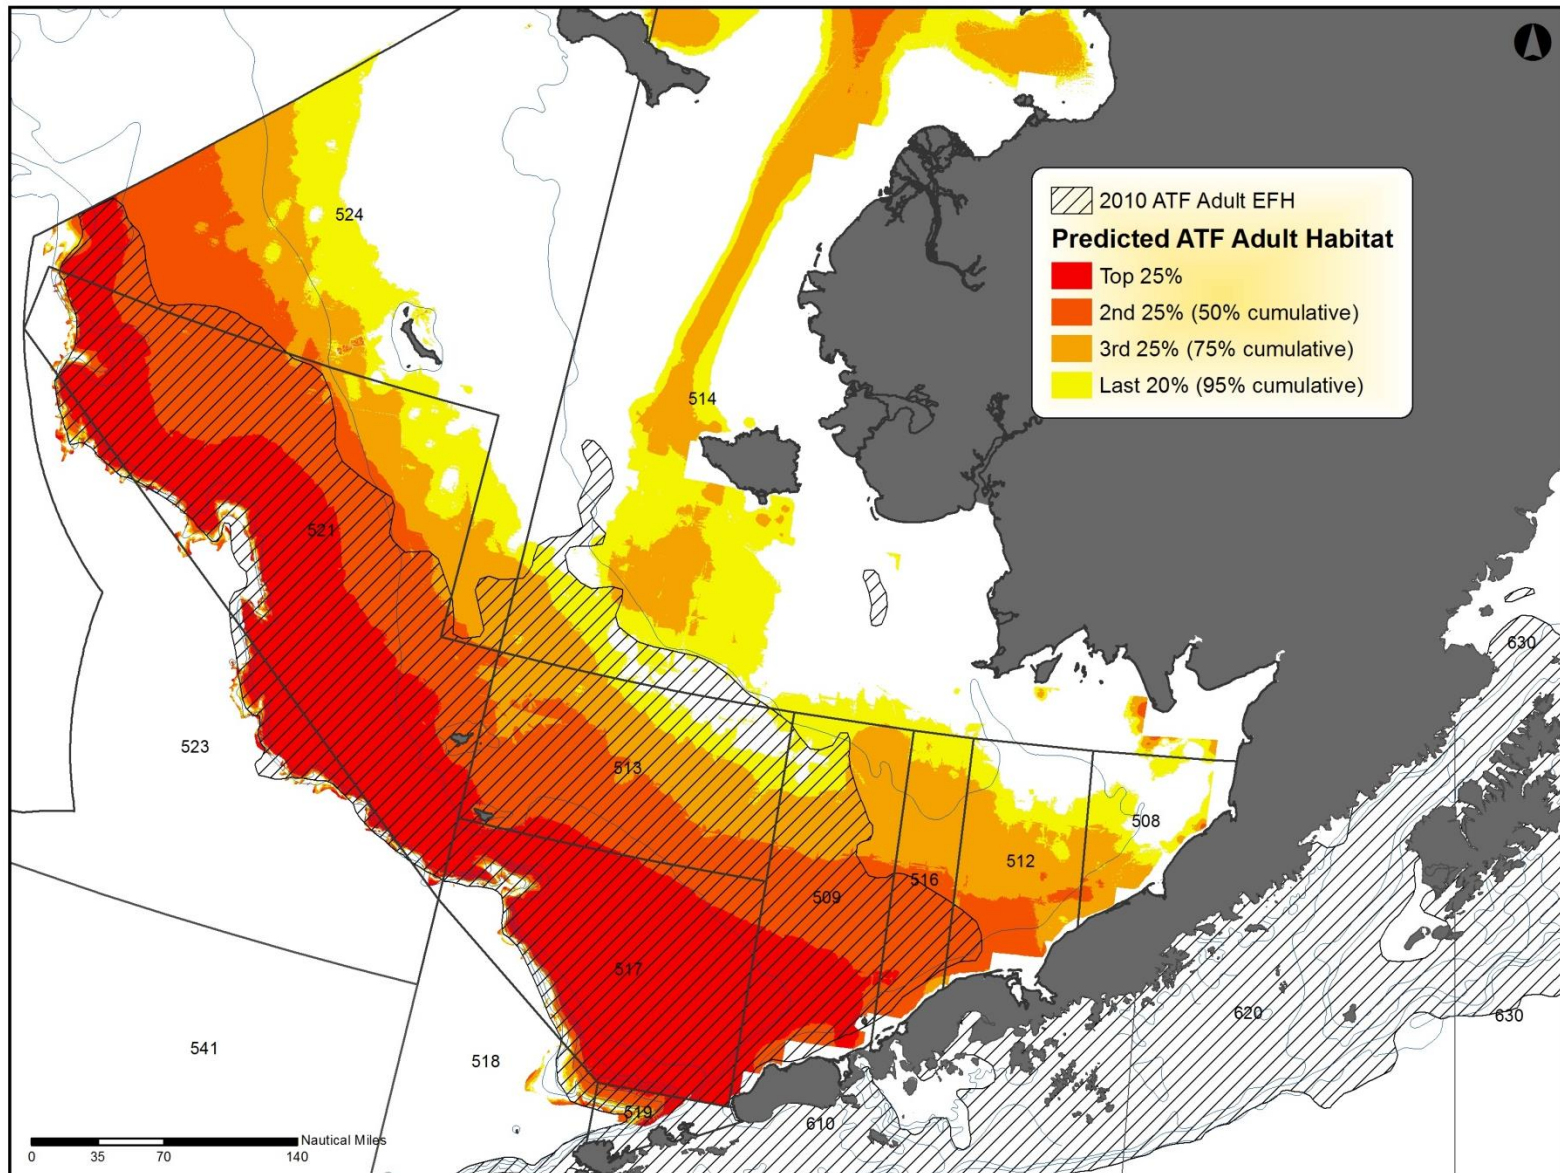 2010 ATF Adult EFH
Predicted ATF Adult Habitat
Top 25%
2nd 25% (50% cumulative)
3rd 25% (75% cumulative)
Last 20% (95% cumulative)
524
514
521
630
523
513
508
512
516
509
517
620
630
541
518
519
610
Nautical Miles
0 35 70 140